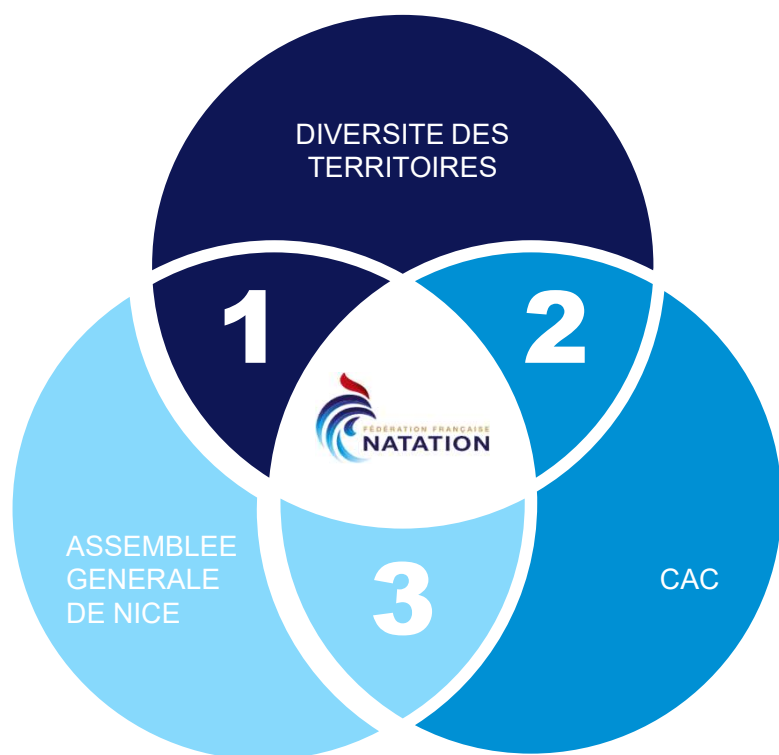 DIVERSITE DES
TERRITOIRES
1
2
FÉDÉRATION FRANÇAISE
NATATION
ASSEMBLEE
GENERALE
DE NICE
3
CAC